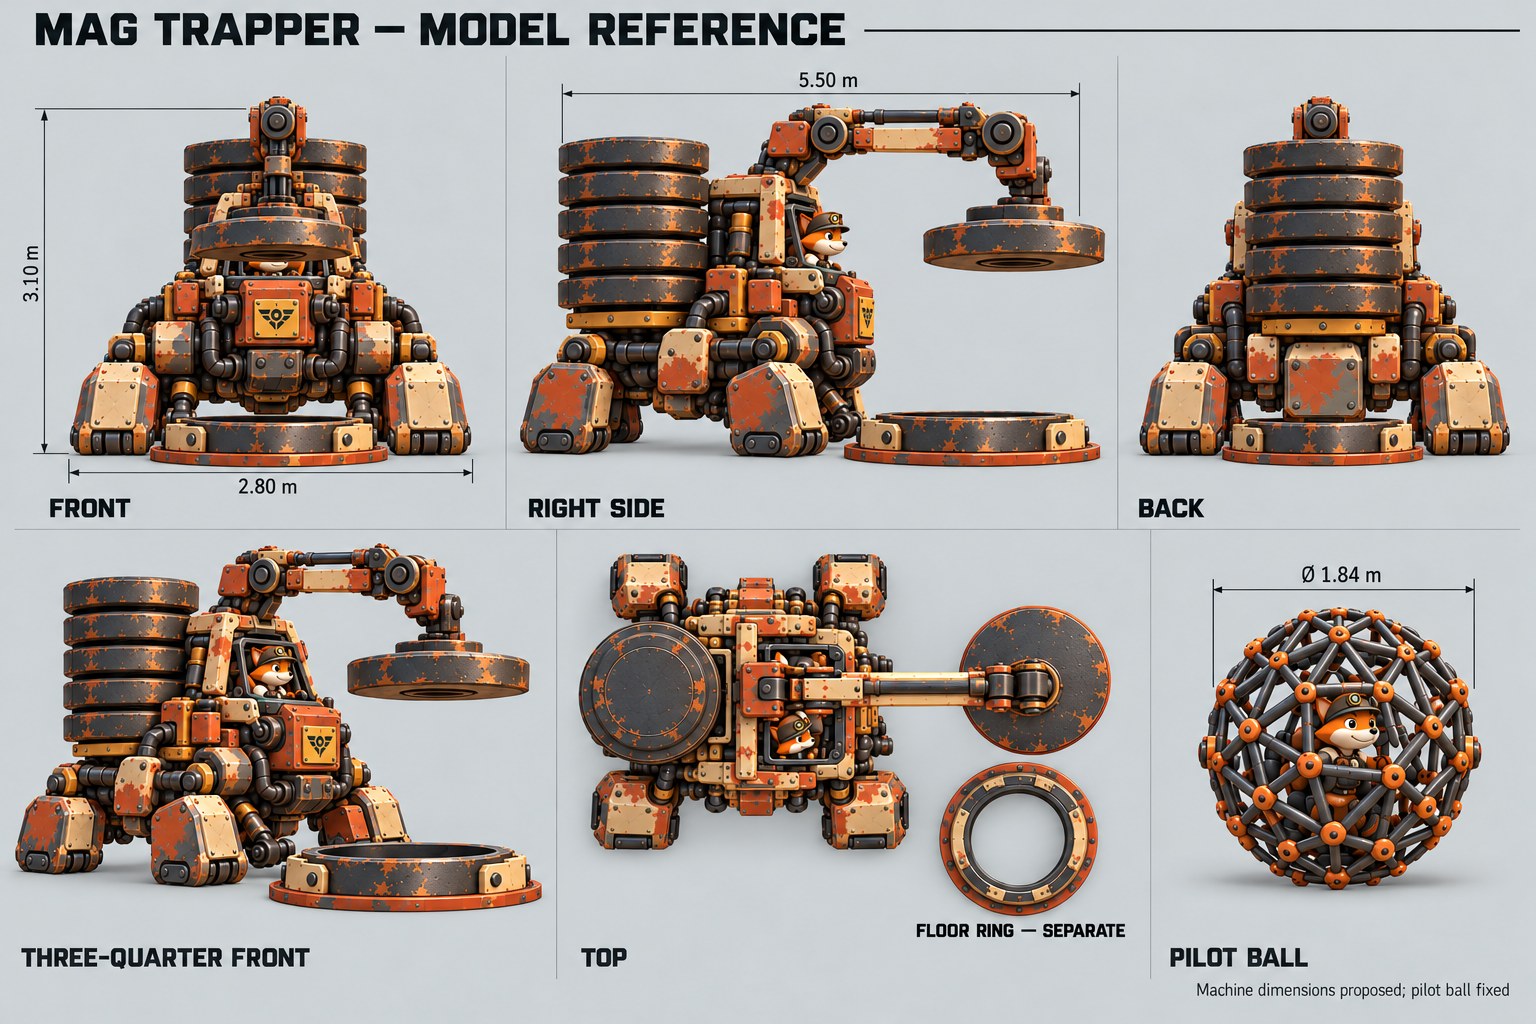 MAG TRAPPER — MODEL REFERENCE
3.10 m
2.80 m
FRONT
5.50 m
RIGHT SIDE
BACK
THREE-QUARTER FRONT
FLOOR RING — SEPARATE
TOP
Ø 1.84 m
PILOT BALL
Machine dimensions proposed; pilot ball fixed